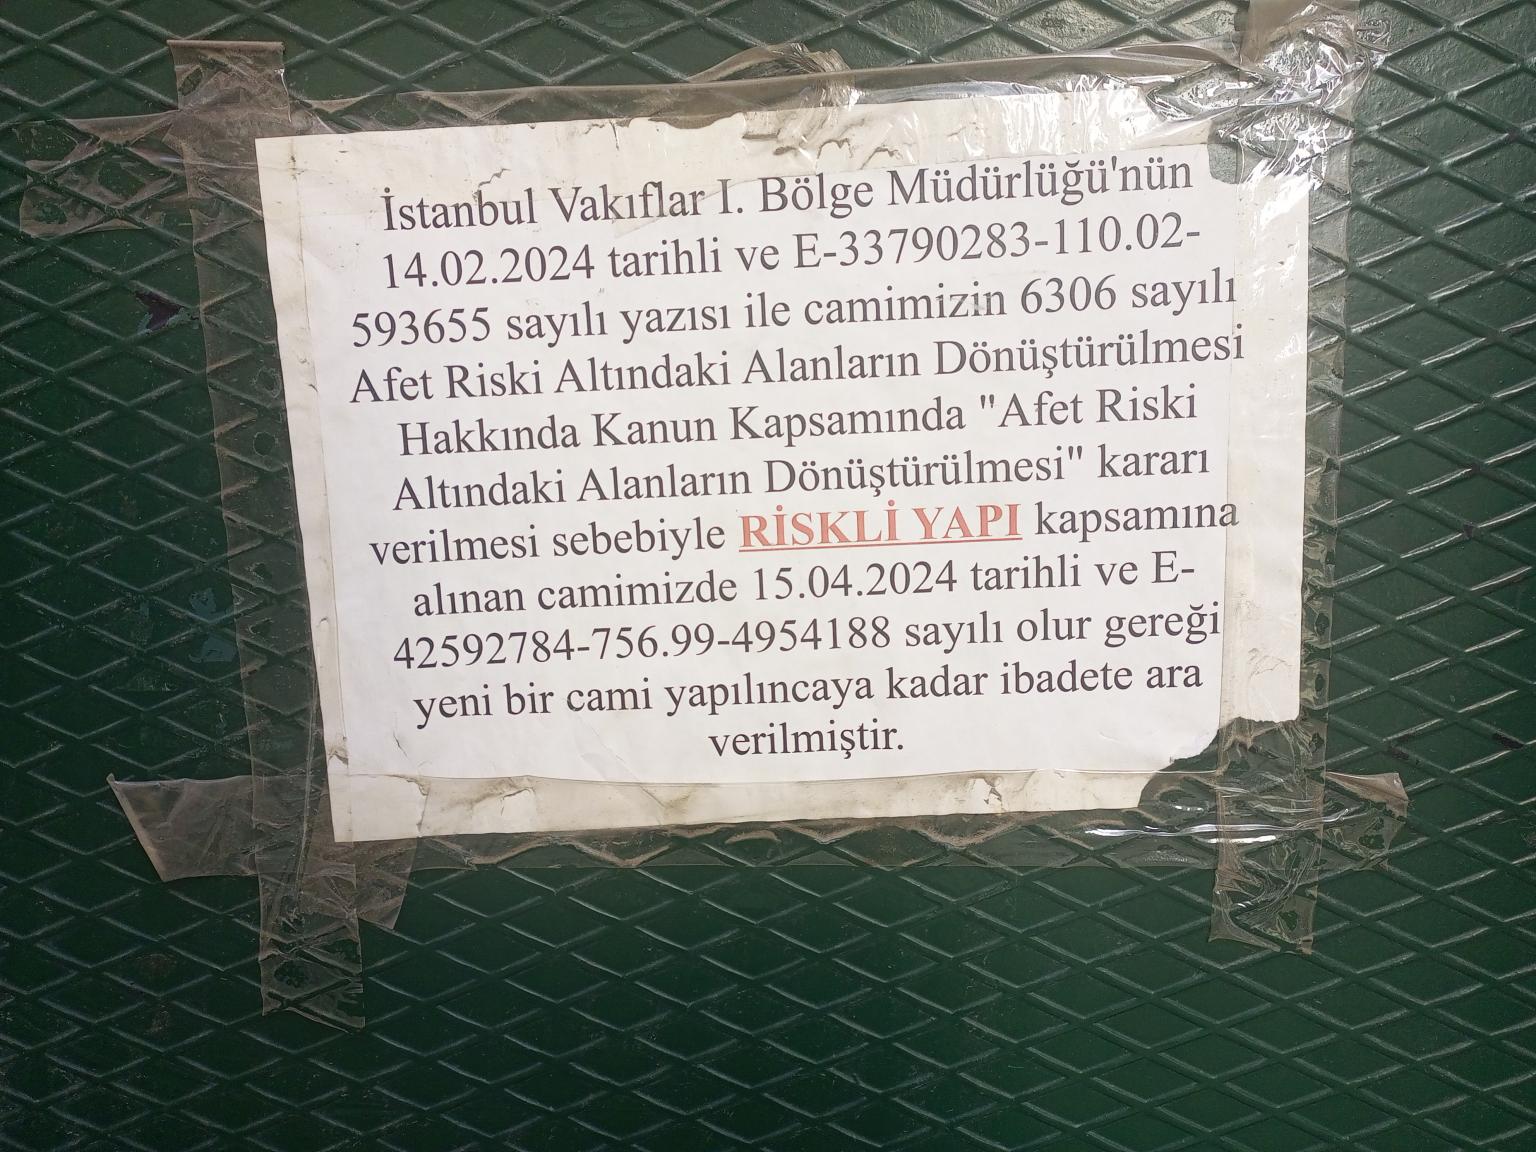 İstanbul Vakıflar I. Bölge Müdürlüğü'nün
14.02.2024 tarihli ve E-33790283-110.02-
593655 sayılı yazısı ile camimizin 6306 sayılı
Afet Riski Altındaki Alanların Dönüştürülmesi
Hakkında Kanun Kapsamında "Afet Riski
Altındaki Alanların Dönüştürülmesi" kararı
verilmesi sebebiyle RİSKLİ YAPI kapsamına
alınan camimizde 15.04.2024 tarihli ve E-
42592784-756.99-4954188 sayılı olur gereği
yeni bir cami yapılıncaya kadar ibadete ara
verilmiştir.